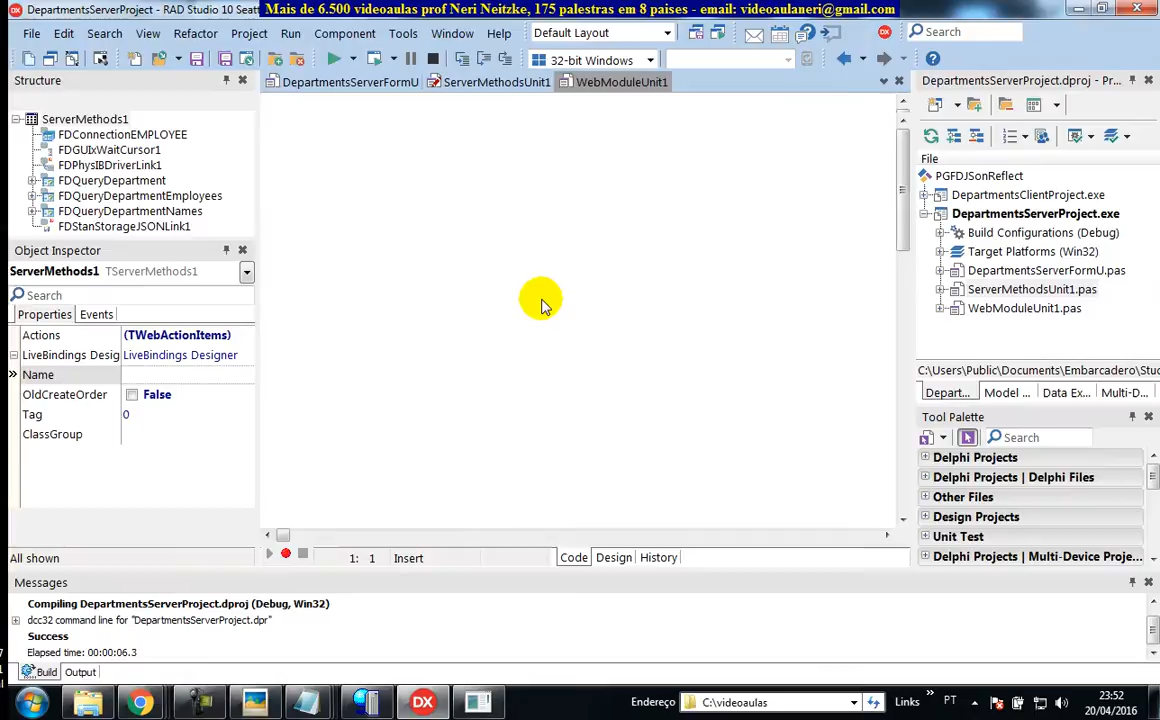 DepartmentsServerProject - RAD Studio 10 Seatt
Mais de 6.500 videoaulas prof Neri Neitzke, 175 palestras em 8 paises - email: videoaulaneri@gmail.com
File Edit Search View Refactor Project Run Component Tools Window Help Default Layout Search
32-bit Windows
Structure
DepartmentsServerFormU ServerMethodsUnit1 WebModuleUnit1
DepartmentsServerProject.dproj - Pr...
ServerMethods1
FDConnectionEMPLOYEE
FDGUIxWaitCursor1
FDPhysIBDriverLink1
FDQueryDepartment
FDQueryDepartmentEmployees
FDQueryDepartmentNames
FDStanStorageJSONLink1
File
PGFDJSonReflect
DepartmentsClientProject.exe
DepartmentsServerProject.exe
Build Configurations (Debug)
Target Platforms (Win32)
DepartmentsServerFormU.pas
ServerMethodsUnit1.pas
WebModuleUnit1.pas
Object Inspector
ServerMethods1 TServerMethods1
Search
Properties Events
Actions (TWebActionItems)
LiveBindings Desig LiveBindings Designer
Name
OldCreateOrder False
Tag 0
ClassGroup
All shown
C:\Users\Public\Documents\Embarcadero\Stu
Depart... Model ... Data Ex... Multi-D...
Tool Palette
Search
Delphi Projects
Delphi Projects | Delphi Files
Other Files
Design Projects
Unit Test
Delphi Projects | Multi-Device Proje...
1: 1 Insert Code Design History
Messages
Compiling DepartmentsServerProject.dproj (Debug, Win32)
dcc32 command line for "DepartmentsServerProject.dpr"
Success
Elapsed time: 00:00:06.3
Build Output
DX
Endereço C:\videoaulas Links » PT
23:52
20/04/2016